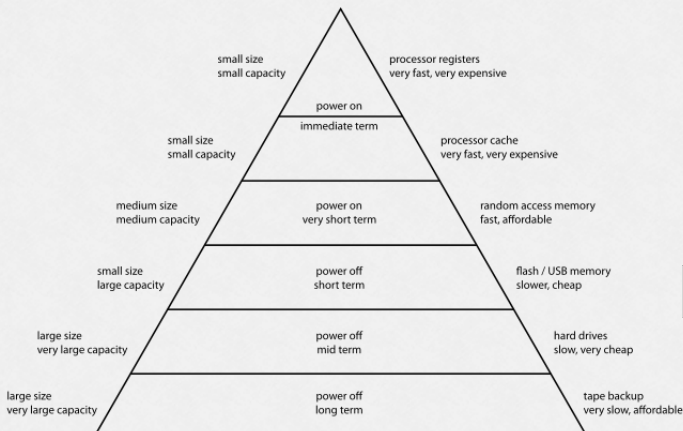 small size
small capacity
processor registers
very fast, very expensive
power on
immediate term
small size
small capacity
processor cache
very fast, very expensive
medium size
medium capacity
power on
very short term
random access memory
fast, affordable
small size
large capacity
power off
short term
flash / USB memory
slower, cheap
large size
very large capacity
power off
mid term
hard drives
slow, very cheap
large size
very large capacity
power off
long term
tape backup
very slow, affordable